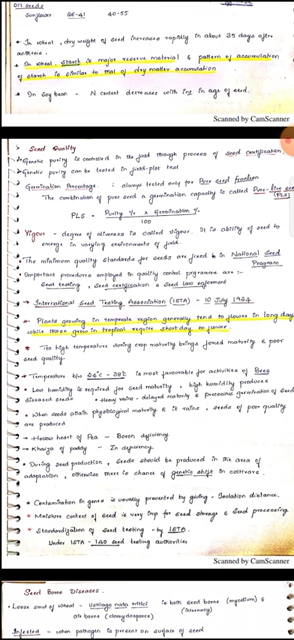 Oil seeds
Sunflower 26-41 40-55
* In wheat, dry weight of seed increases rapidly in about 35 days after
anthesis.
* In wheat, starch is major reserve material & pattern of accumulation
of starch is similar to that of dry matter accumulation
* In Soy bean - N content decreases with in age of seed.
Scanned by CamScanner
Seed Quality
Genetic purity is controlled in the field through process of seed certification
Genetic purity can be tested in field-plot test
Germination Percentage : always tested only for Pure seed fraction
The combination of pure seed & germination capacity is called Pure-live seed
(PLS)
PLS = Purity % x Germination %
100
Vigour - degree of aliveness is called vigour. It is ability of seed to
emerge in varying environments of field.
The minimum quality standards for seeds are fixed in National Seed
Program
Important procedures employed in quality control programme are :-
seed testing, seed certification & seed law enforcement
International Seed Testing Association (ISTA) - 10 July 1924
Plants growing in temperate region generally tend to flower in long day
while those grow in tropical require short day to flower
Too high temperature during crop maturity brings forced maturity & poor
seed quality.
Temperature b/w 24°C - 38°C is most favourable for activities of Bees
Low humidity is required for seed maturity, high humidity produces
diseased seeds * Heavy rains - delayed maturity & precocious germination of seed
When seeds attain physiological maturity & it rains, seeds of poor quality
are produced
Hollow heart of Pea - Boron deficiency
Khaira of paddy - Zn deficiency.
During seed production, seeds should be produced in the area of
adaptation, otherwise there is chance of genetic shift in cultivars.
* Contamination in genes is usually prevented by giving - Isolation distance.
* Moisture content of seed is very imp for seed storage & seed processing
* Standardization of seed testing - by ISTA.
Under ISTA - 140 seed testing authorities
Scanned by CamScanner
Seed Borne Diseases.
Loose smut of wheat - Ustilago nuda tritici is both seed borne (mycelium) &
(internally)
air borne (chlamydospore)
Infested - when pathogen is present on surface of seed